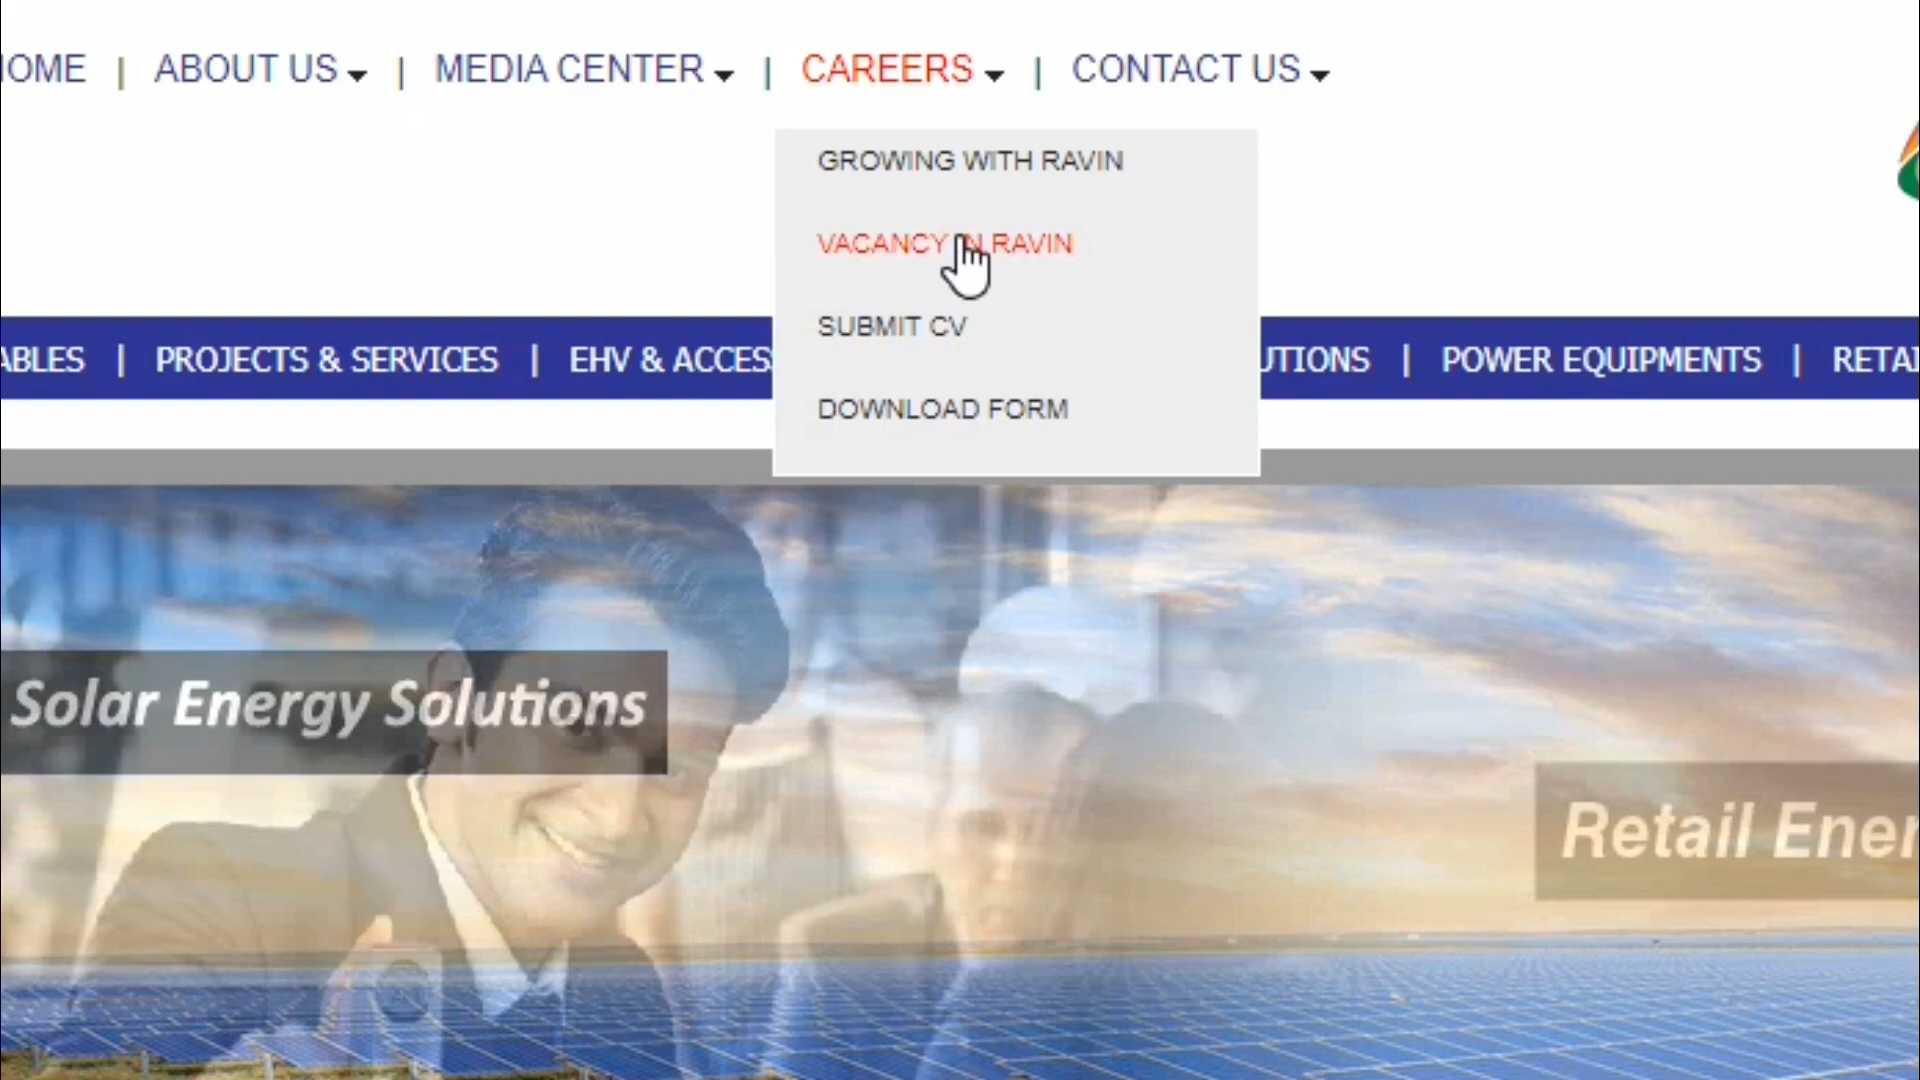 OME | ABOUT US | MEDIA CENTER | CAREERS | CONTACT US
GROWING WITH RAVIN
VACANCY IN RAVIN
SUBMIT CV
DOWNLOAD FORM
ABLES | PROJECTS & SERVICES | EHV & ACCES UTIONS | POWER EQUIPMENTS | RETAI
Solar Energy Solutions
Retail Ener